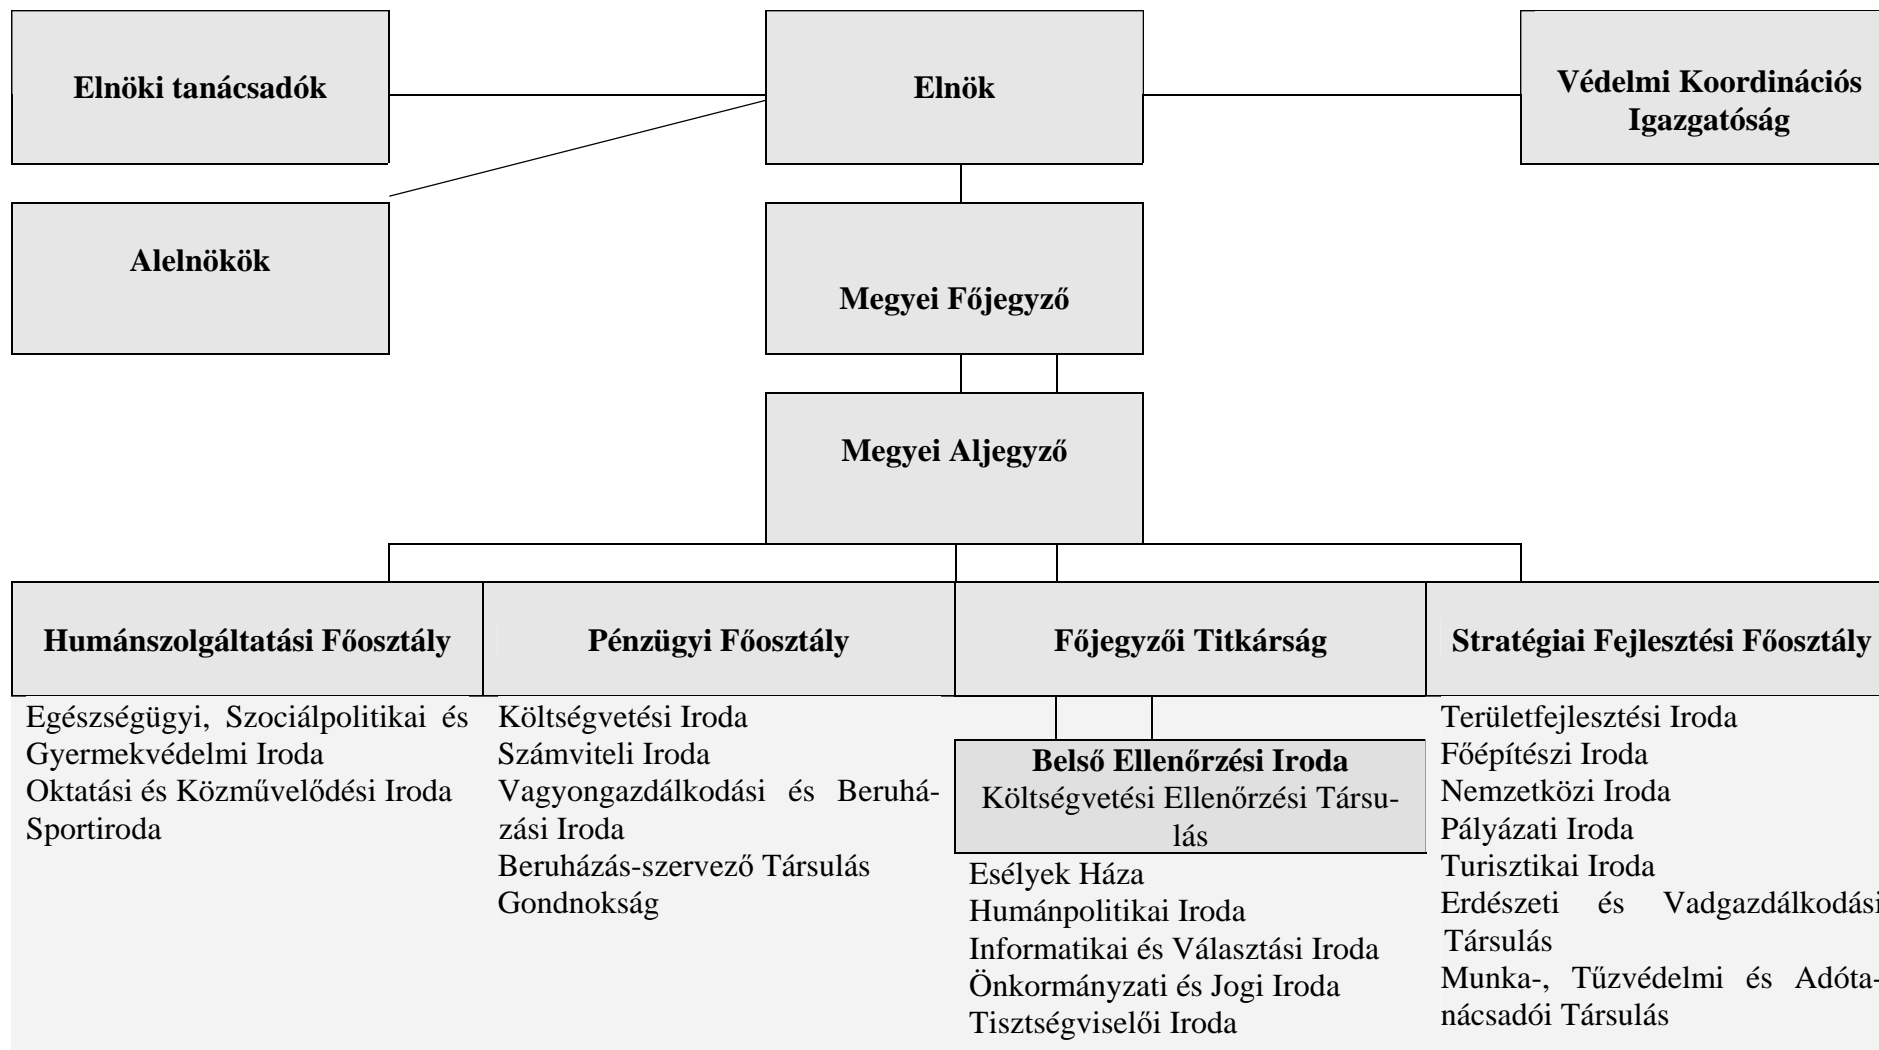 Elnöki tanácsadók
Elnök
Védelmi Koordinációs
Igazgatóság
Alelnökök
Megyei Főjegyző
Megyei Aljegyző
Humánszolgáltatási Főosztály
Egészségügyi, Szociálpolitikai és
Gyermekvédelmi Iroda
Oktatási és Közművelődési Iroda
Sportiroda
Pénzügyi Főosztály
Költségvetési Iroda
Számviteli Iroda
Vagyongazdálkodási és Beruhá-
zási Iroda
Beruházás-szervező Társulás
Gondnokság
Főjegyzői Titkárság
Belső Ellenőrzési Iroda
Költségvetési Ellenőrzési Társu-
lás
Esélyek Háza
Humánpolitikai Iroda
Informatikai és Választási Iroda
Önkormányzati és Jogi Iroda
Tisztségviselői Iroda
Stratégiai Fejlesztési Főosztály
Területfejlesztési Iroda
Főépítészi Iroda
Nemzetközi Iroda
Pályázati Iroda
Turisztikai Iroda
Erdészeti és Vadgazdálkodási
Társulás
Munka-, Tűzvédelmi és Adóta-
nácsadói Társulás